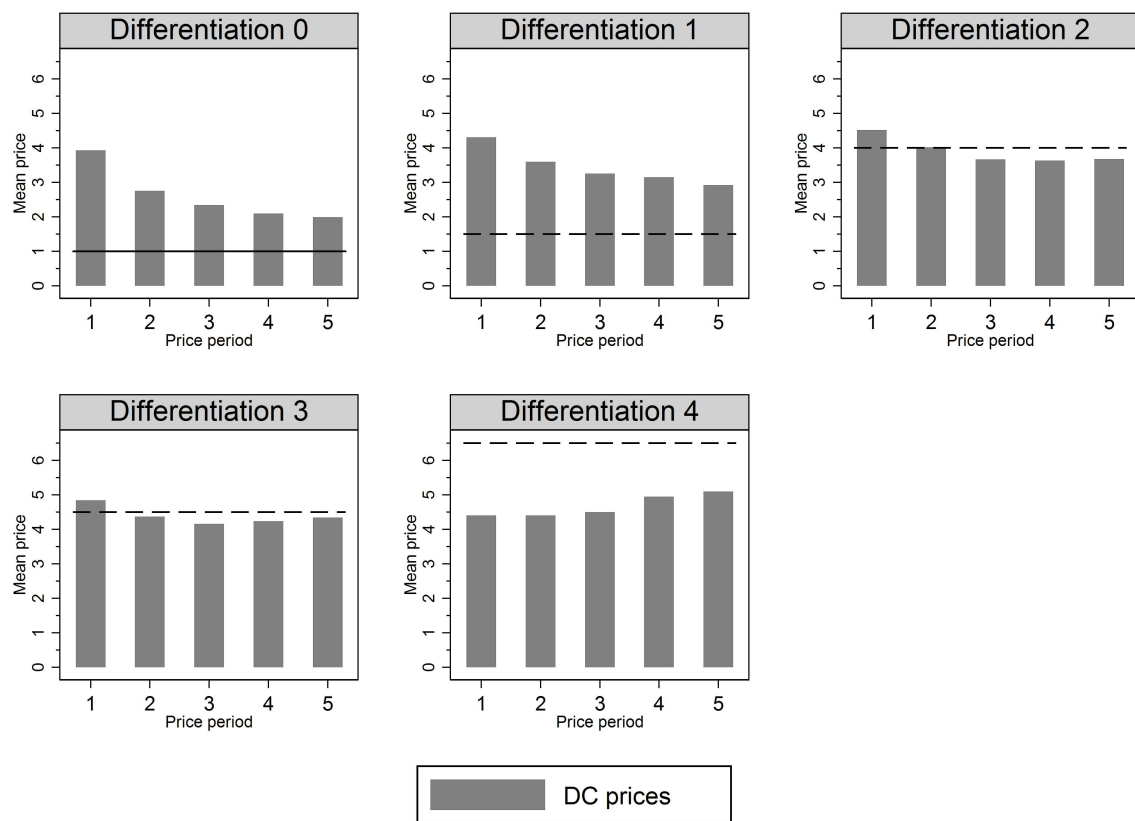 Differentiation 0
Mean price
0 1 2 3 4 5 6
1 2 3 4 5
Price period
Differentiation 1
Mean price
0 1 2 3 4 5 6
1 2 3 4 5
Price period
Differentiation 2
Mean price
0 1 2 3 4 5 6
1 2 3 4 5
Price period
Differentiation 3
Mean price
0 1 2 3 4 5 6
1 2 3 4 5
Price period
Differentiation 4
Mean price
0 1 2 3 4 5 6
1 2 3 4 5
Price period
DC prices